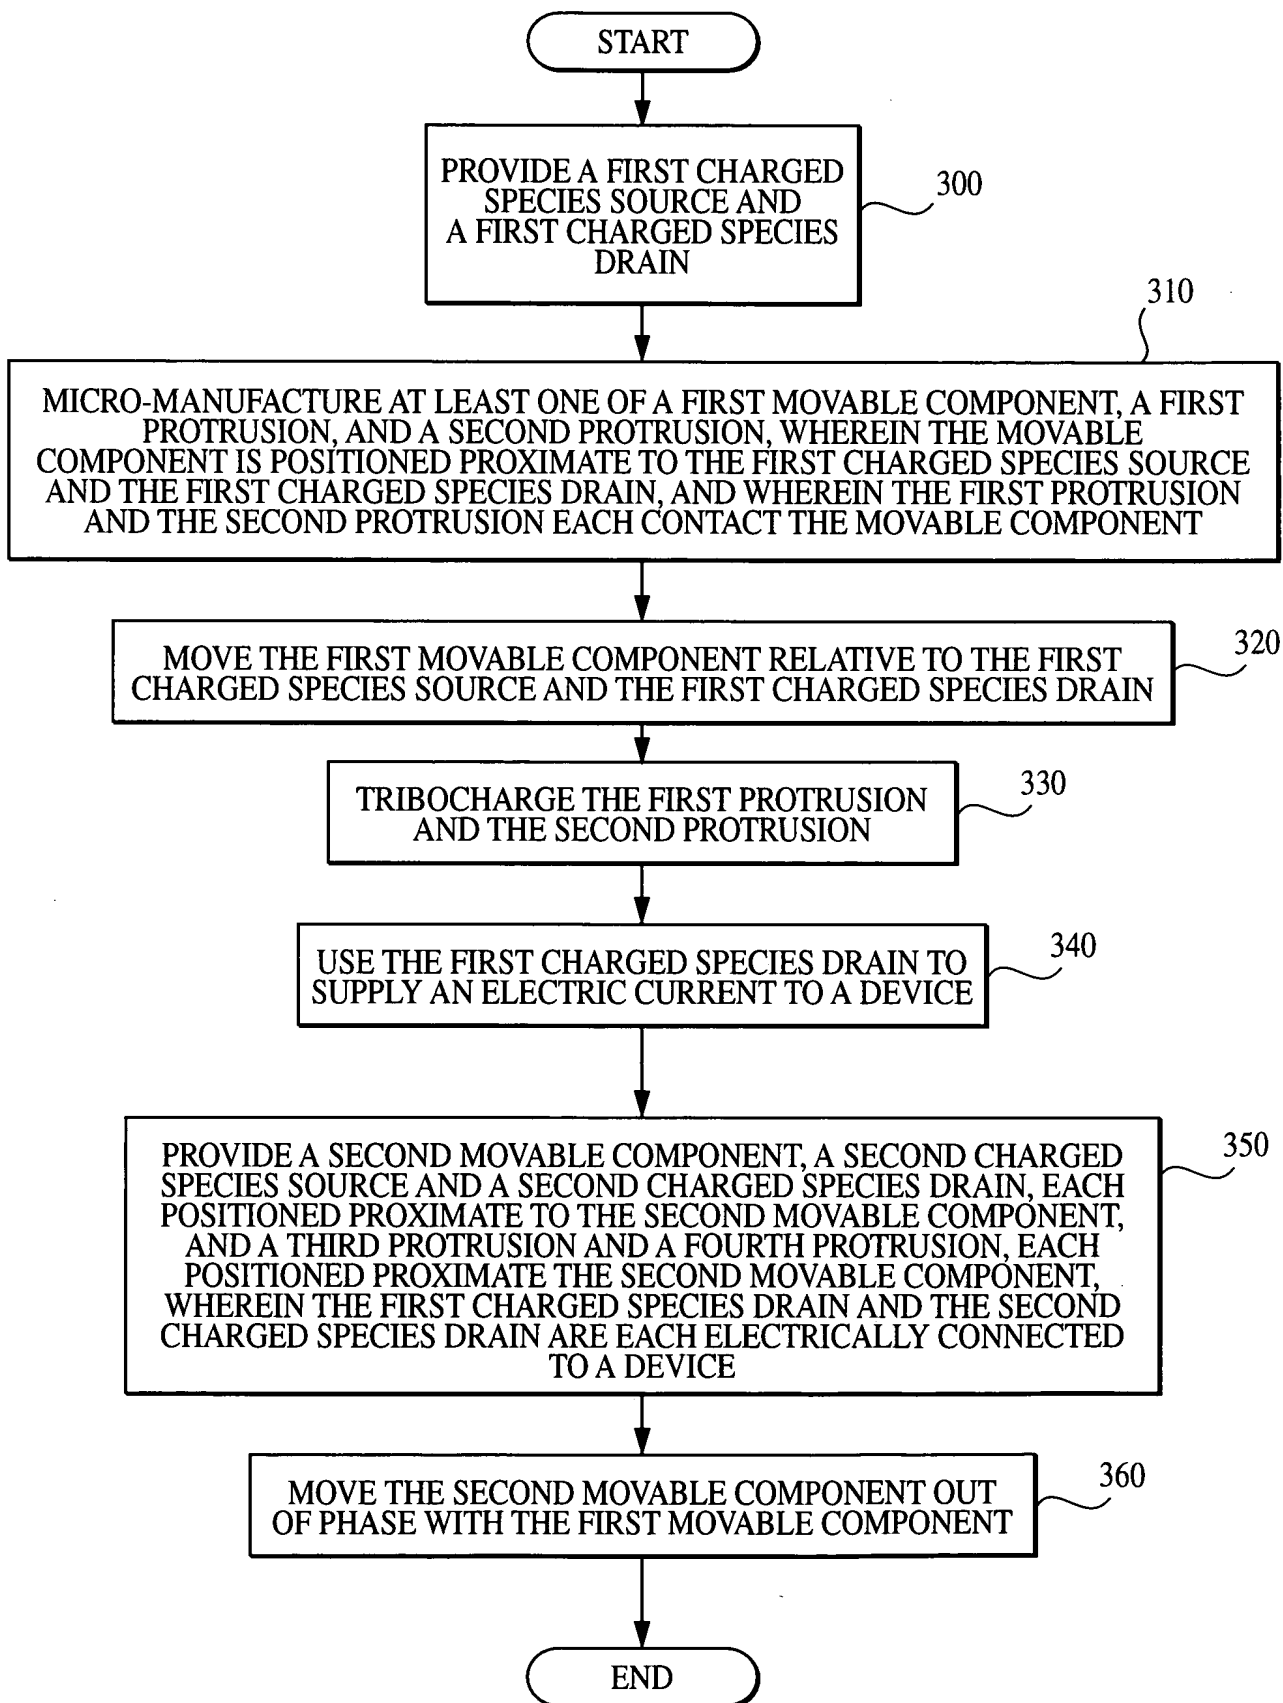 START
PROVIDE A FIRST CHARGED
SPECIES SOURCE AND
A FIRST CHARGED SPECIES
DRAIN
300
310
MICRO-MANUFACTURE AT LEAST ONE OF A FIRST MOVABLE COMPONENT, A FIRST
PROTRUSION, AND A SECOND PROTRUSION, WHEREIN THE MOVABLE
COMPONENT IS POSITIONED PROXIMATE TO THE FIRST CHARGED SPECIES SOURCE
AND THE FIRST CHARGED SPECIES DRAIN, AND WHEREIN THE FIRST PROTRUSION
AND THE SECOND PROTRUSION EACH CONTACT THE MOVABLE COMPONENT
320
MOVE THE FIRST MOVABLE COMPONENT RELATIVE TO THE FIRST
CHARGED SPECIES SOURCE AND THE FIRST CHARGED SPECIES DRAIN
330
TRIBOCHARGE THE FIRST PROTRUSION
AND THE SECOND PROTRUSION
340
USE THE FIRST CHARGED SPECIES DRAIN TO
SUPPLY AN ELECTRIC CURRENT TO A DEVICE
350
PROVIDE A SECOND MOVABLE COMPONENT, A SECOND CHARGED
SPECIES SOURCE AND A SECOND CHARGED SPECIES DRAIN, EACH
POSITIONED PROXIMATE TO THE SECOND MOVABLE COMPONENT,
AND A THIRD PROTRUSION AND A FOURTH PROTRUSION, EACH
POSITIONED PROXIMATE THE SECOND MOVABLE COMPONENT,
WHEREIN THE FIRST CHARGED SPECIES DRAIN AND THE SECOND
CHARGED SPECIES DRAIN ARE EACH ELECTRICALLY CONNECTED
TO A DEVICE
360
MOVE THE SECOND MOVABLE COMPONENT OUT
OF PHASE WITH THE FIRST MOVABLE COMPONENT
END